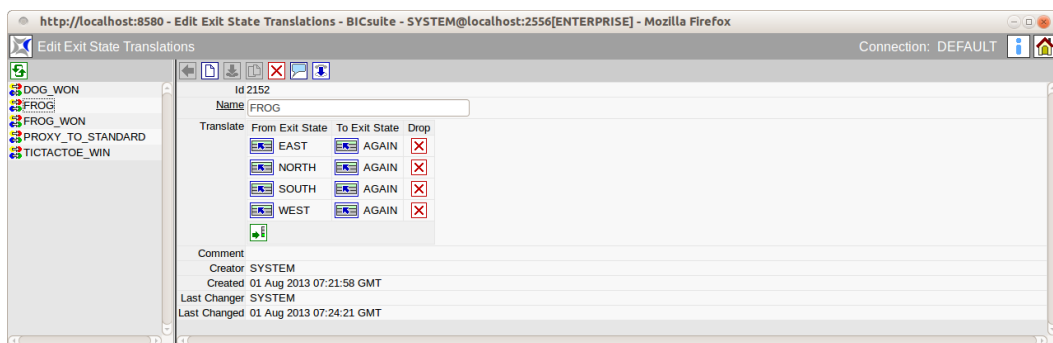 http://localhost:8580 - Edit Exit State Translations - BICsuite - SYSTEM@localhost:2556[ENTERPRISE] - Mozilla Firefox
Edit Exit State Translations Connection: DEFAULT
DOG_WON
FROG
FROG_WON
PROXY_TO_STANDARD
TICTACTOE_WIN
Id 2152
Name FROG
Translate From Exit State To Exit State Drop
EAST AGAIN
NORTH AGAIN
SOUTH AGAIN
WEST AGAIN
Comment
Creator SYSTEM
Created 01 Aug 2013 07:21:58 GMT
Last Changer SYSTEM
Last Changed 01 Aug 2013 07:24:21 GMT